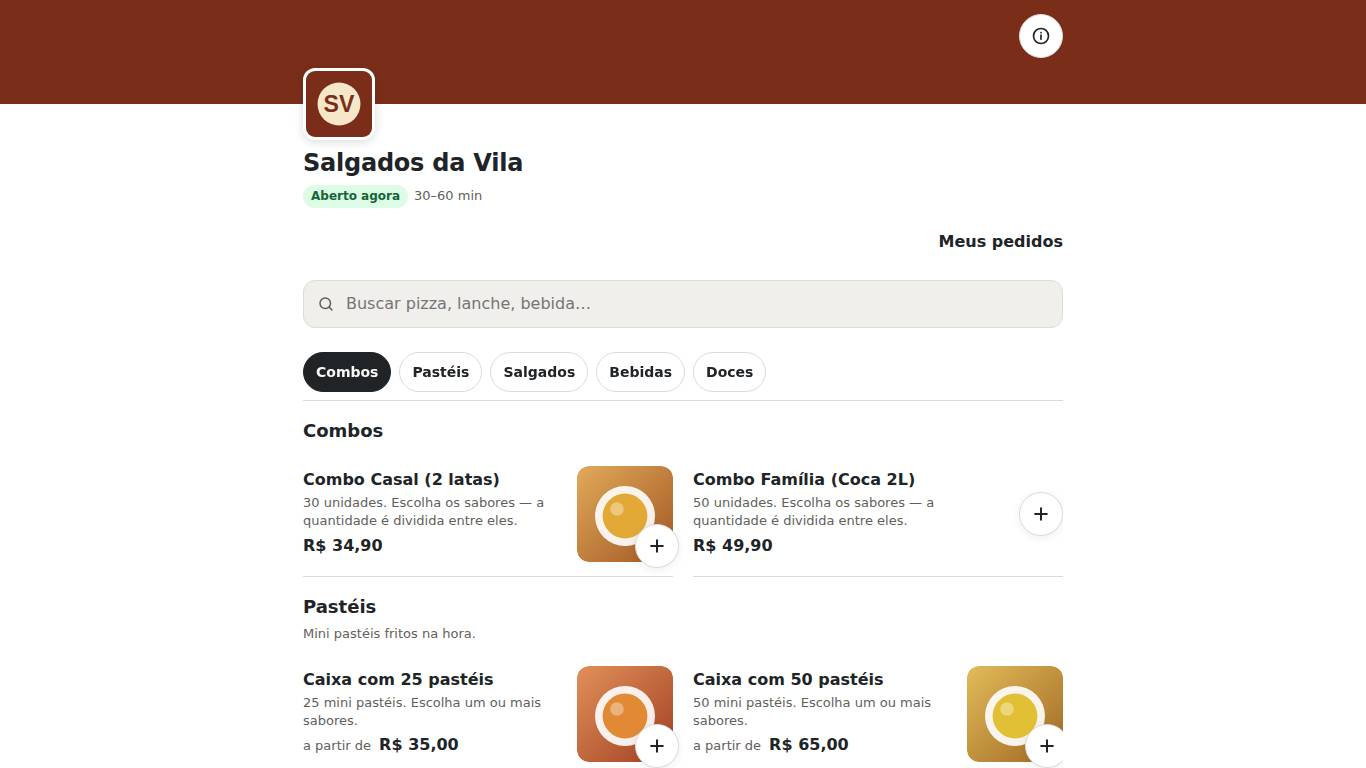 SV
Salgados da Vila
Aberto agora 30–60 min
Meus pedidos
Buscar pizza, lanche, bebida…
Combos Pastéis Salgados Bebidas Doces
Combos
Combo Casal (2 latas)
30 unidades. Escolha os sabores — a
quantidade é dividida entre eles.
R$ 34,90
Combo Família (Coca 2L)
50 unidades. Escolha os sabores — a
quantidade é dividida entre eles.
R$ 49,90
Pastéis
Mini pastéis fritos na hora.
Caixa com 25 pastéis
25 mini pastéis. Escolha um ou mais
sabores.
a partir de R$ 35,00
Caixa com 50 pastéis
50 mini pastéis. Escolha um ou mais
sabores.
a partir de R$ 65,00